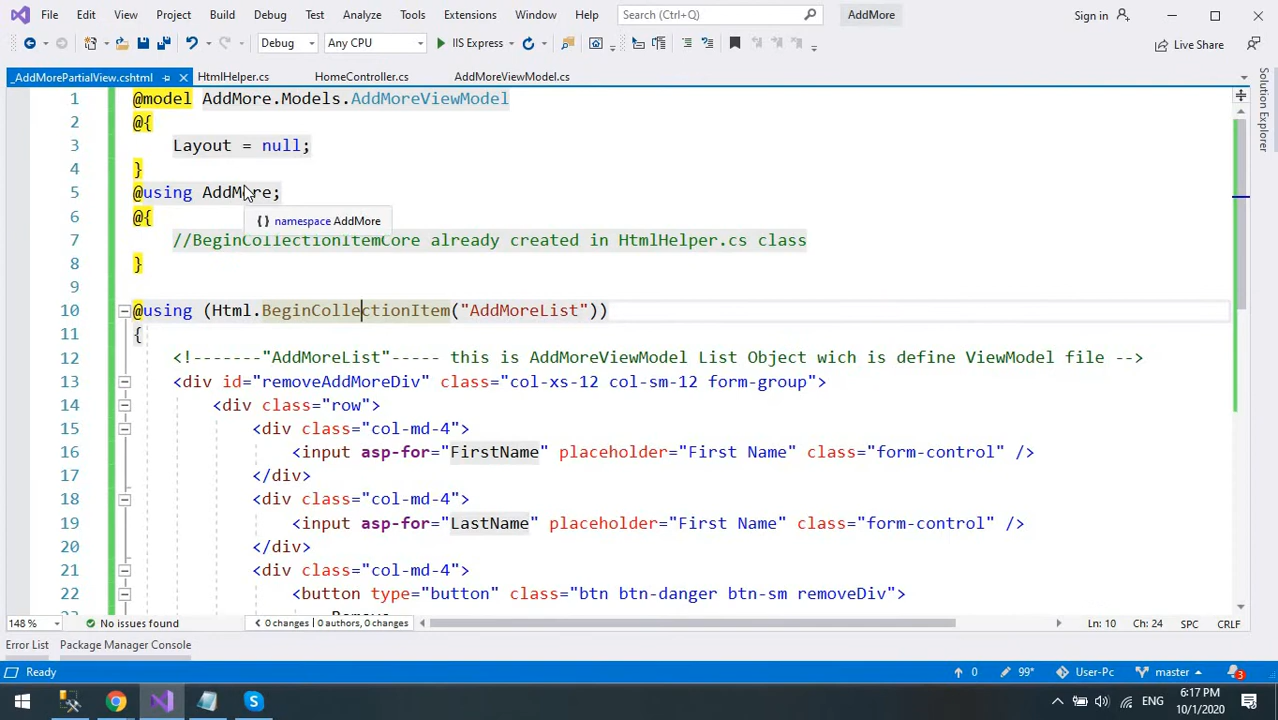 File Edit View Project Build Debug Test Analyze Tools Extensions Window Help Search (Ctrl+Q) AddMore Sign in
Debug Any CPU IIS Express Live Share
_AddMorePartialView.cshtml HtmlHelper.cs HomeController.cs AddMoreViewModel.cs
Solution Explorer
1 @model AddMore.Models.AddMoreViewModel
2 @{
3 Layout = null;
4 }
5 @using AddMore;
{} namespace AddMore
6 @{
7 //BeginCollectionItemCore already created in HtmlHelper.cs class
8 }
9
10 @using (Html.BeginCollectionItem("AddMoreList"))
11 {
12 <!-------"AddMoreList"----- this is AddMoreViewModel List Object wich is define ViewModel file -->
13 <div id="removeAddMoreDiv" class="col-xs-12 col-sm-12 form-group">
14 <div class="row">
15 <div class="col-md-4">
16 <input asp-for="FirstName" placeholder="First Name" class="form-control" />
17 </div>
18 <div class="col-md-4">
19 <input asp-for="LastName" placeholder="First Name" class="form-control" />
20 </div>
21 <div class="col-md-4">
22 <button type="button" class="btn btn-danger btn-sm removeDiv">
23 Remove
148 % No issues found 0 changes | 0 authors, 0 changes Ln: 10 Ch: 24 SPC CRLF
Error List Package Manager Console
Ready 0 99* User-Pc master 3
ENG 6:17 PM
10/1/2020